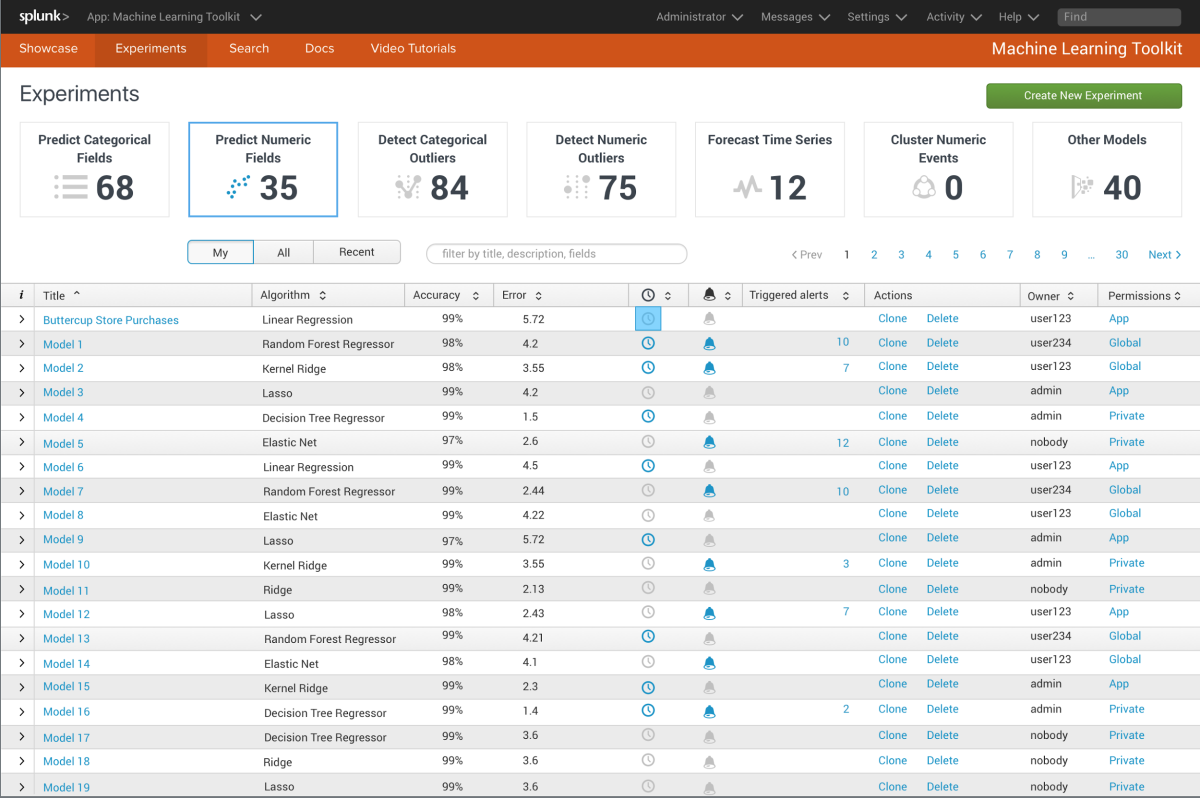 splunk> App: Machine Learning Toolkit Administrator Messages Settings Activity Help Find
Showcase Experiments Search Docs Video Tutorials Machine Learning Toolkit
Experiments Create New Experiment
Predict Categorical Fields 68
Predict Numeric Fields 35
Detect Categorical Outliers 84
Detect Numeric Outliers 75
Forecast Time Series 12
Cluster Numeric Events 0
Other Models 40
My All Recent filter by title, description, fields < Prev 1 2 3 4 5 6 7 8 9 ... 30 Next >
i Title Algorithm Accuracy Error Triggered alerts Actions Owner Permissions
Buttercup Store Purchases Linear Regression 99% 5.72 Clone Delete user123 App
Model 1 Random Forest Regressor 98% 4.2 10 Clone Delete user234 Global
Model 2 Kernel Ridge 98% 3.55 7 Clone Delete user123 Global
Model 3 Lasso 99% 4.2 Clone Delete admin App
Model 4 Decision Tree Regressor 99% 1.5 Clone Delete admin Private
Model 5 Elastic Net 97% 2.6 12 Clone Delete nobody Private
Model 6 Linear Regression 99% 4.5 Clone Delete user123 App
Model 7 Random Forest Regressor 99% 2.44 10 Clone Delete user234 Global
Model 8 Elastic Net 99% 4.22 Clone Delete user123 Global
Model 9 Lasso 97% 5.72 Clone Delete admin App
Model 10 Kernel Ridge 99% 3.55 3 Clone Delete admin Private
Model 11 Ridge 99% 2.13 Clone Delete nobody Private
Model 12 Lasso 98% 2.43 7 Clone Delete user123 App
Model 13 Random Forest Regressor 99% 4.21 Clone Delete user234 Global
Model 14 Elastic Net 98% 4.1 Clone Delete user123 Global
Model 15 Kernel Ridge 99% 2.3 Clone Delete admin App
Model 16 Decision Tree Regressor 99% 1.4 2 Clone Delete admin Private
Model 17 Decision Tree Regressor 99% 3.6 Clone Delete nobody Private
Model 18 Ridge 99% 3.6 Clone Delete nobody Private
Model 19 Lasso 99% 3.6 Clone Delete nobody Private